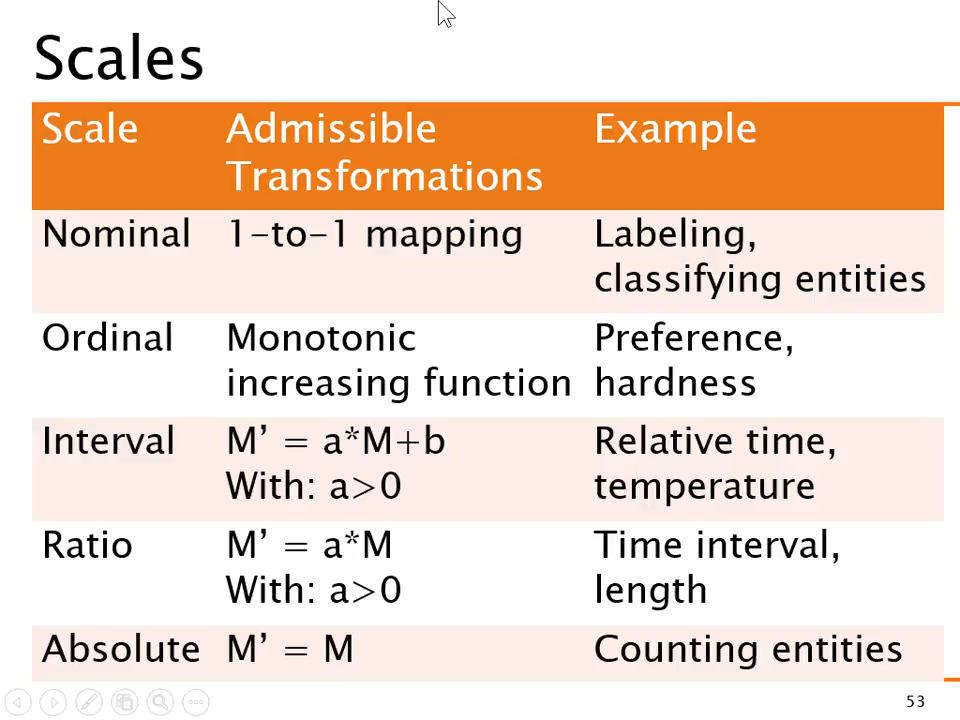 Scales
Scale Admissible Transformations Example
Nominal 1-to-1 mapping Labeling, classifying entities
Ordinal Monotonic increasing function Preference, hardness
Interval M’ = a*M+b With: a>0 Relative time, temperature
Ratio M’ = a*M With: a>0 Time interval, length
Absolute M’ = M Counting entities
53